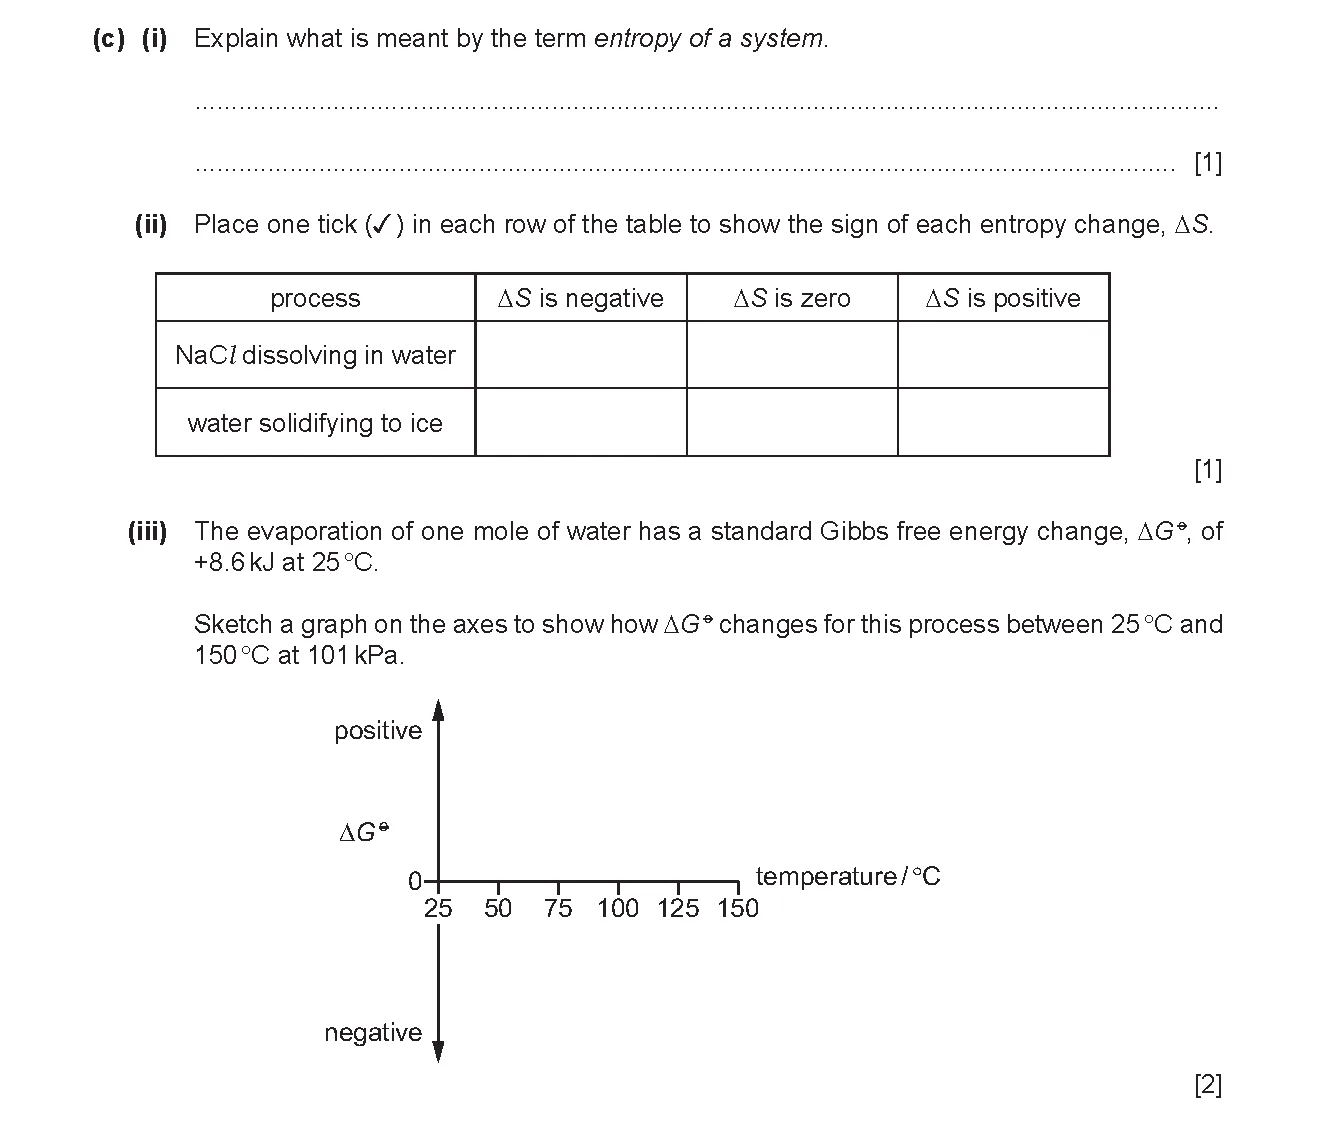 (c) (i) Explain what is meant by the term entropy of a system.
....................................................................................................................................
............................................................................................................................... [1]
(ii) Place one tick (✓) in each row of the table to show the sign of each entropy change, ΔS.
process ΔS is negative ΔS is zero ΔS is positive
NaCl dissolving in water
water solidifying to ice
[1]
(iii) The evaporation of one mole of water has a standard Gibbs free energy change, ΔG⦵, of
+8.6 kJ at 25 °C.
Sketch a graph on the axes to show how ΔG⦵ changes for this process between 25 °C and
150 °C at 101 kPa.
positive
ΔG⦵
0 temperature / °C
25 50 75 100 125 150
negative
[2]